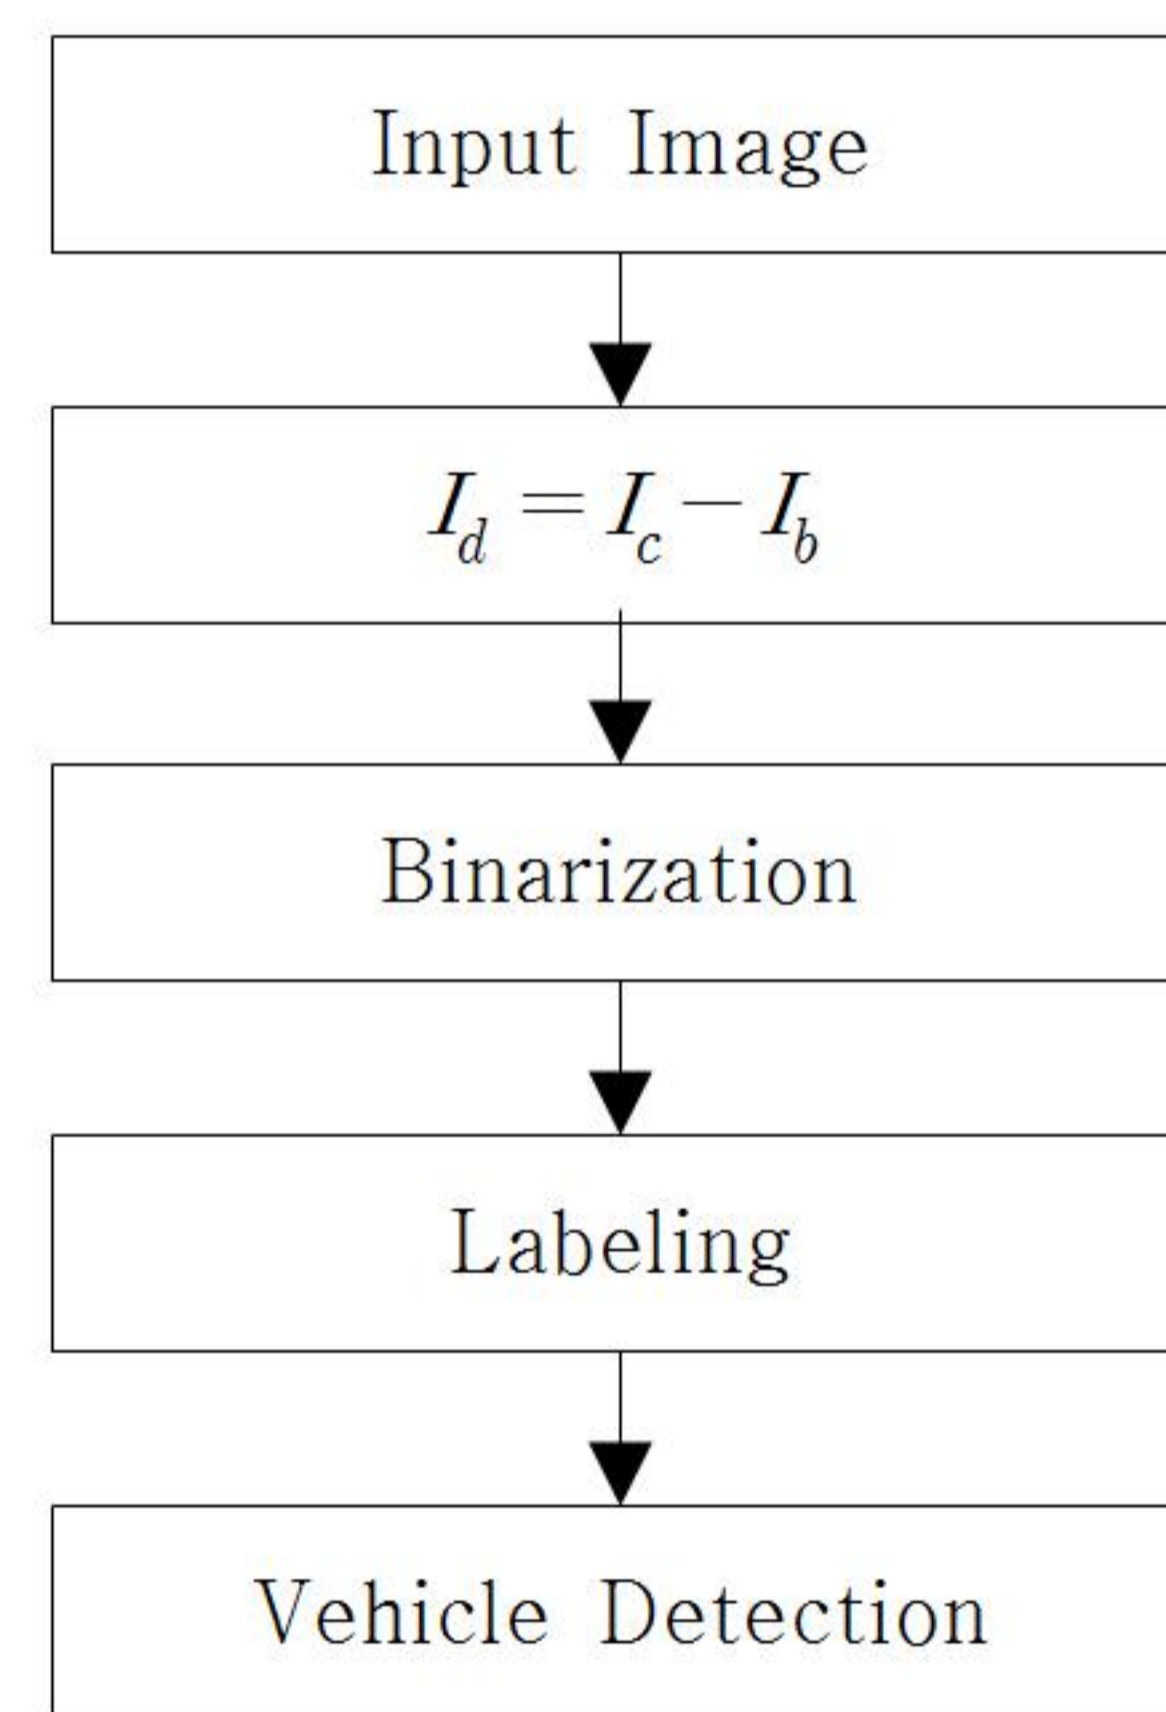 Input Image
I_d = I_c - I_b
Binarization
Labeling
Vehicle Detection